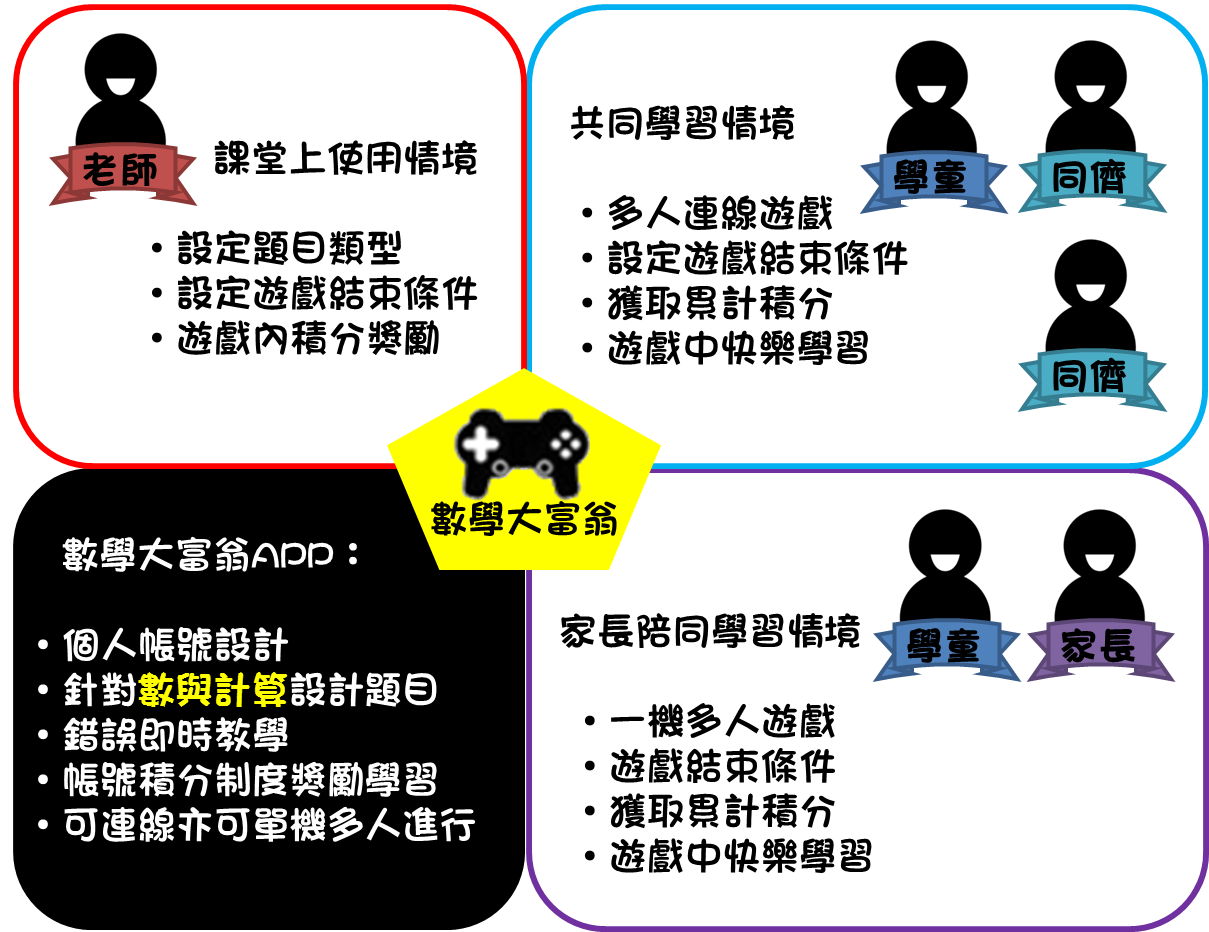 老師
課堂上使用情境
• 設定題目類型
• 設定遊戲結束條件
• 遊戲內積分獎勵
共同學習情境
學童
同儕
• 多人連線遊戲
• 設定遊戲結束條件
• 獲取累計積分
• 遊戲中快樂學習
同儕
數學大富翁
數學大富翁APP：
• 個人帳號設計
• 針對數與計算設計題目
• 錯誤即時教學
• 帳號積分制度獎勵學習
• 可連線亦可單機多人進行
家長陪同學習情境
學童
家長
• 一機多人遊戲
• 遊戲結束條件
• 獲取累計積分
• 遊戲中快樂學習